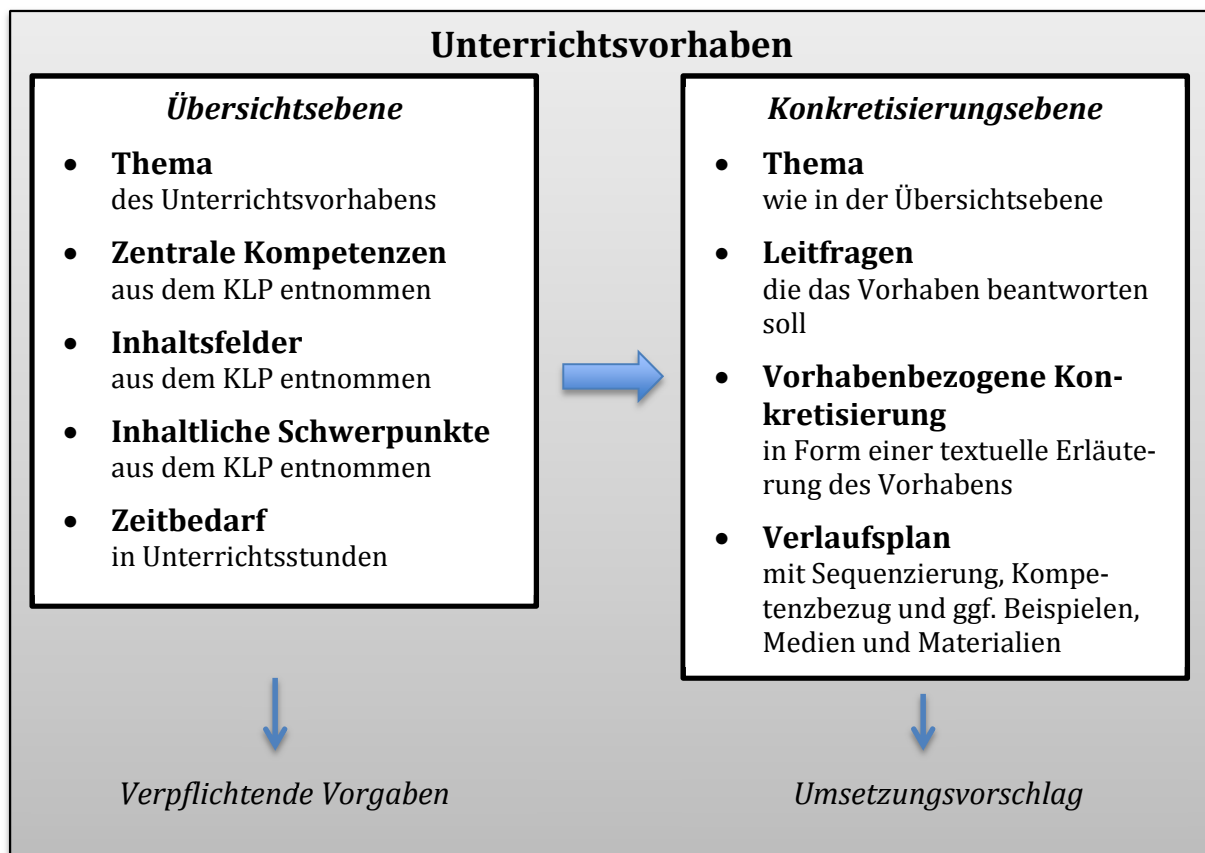 Unterrichtsvorhaben
Übersichtsebene
• Thema
des Unterrichtsvorhabens
• Zentrale Kompetenzen
aus dem KLP entnommen
• Inhaltsfelder
aus dem KLP entnommen
• Inhaltliche Schwerpunkte
aus dem KLP entnommen
• Zeitbedarf
in Unterrichtsstunden
Verpflichtende Vorgaben
Konkretisierungsebene
• Thema
wie in der Übersichtsebene
• Leitfragen
die das Vorhaben beantworten
soll
• Vorhabenbezogene Kon-
kretisierung
in Form einer textuelle Erläute-
rung des Vorhabens
• Verlaufsplan
mit Sequenzierung, Kompe-
tenzbezug und ggf. Beispielen,
Medien und Materialien
Umsetzungsvorschlag